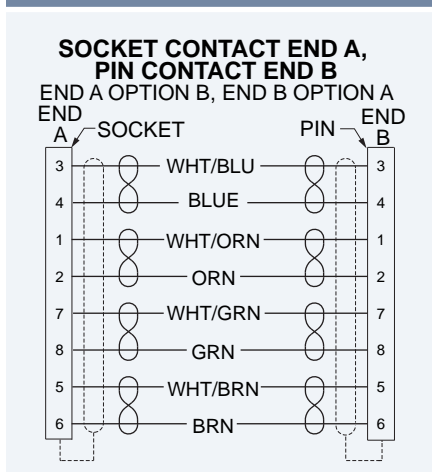 SOCKET CONTACT END A,
PIN CONTACT END B
END A OPTION B, END B OPTION A
END A SOCKET PIN END B
3 WHT/BLU 3
4 BLUE 4
1 WHT/ORN 1
2 ORN 2
7 WHT/GRN 7
8 GRN 8
5 WHT/BRN 5
6 BRN 6